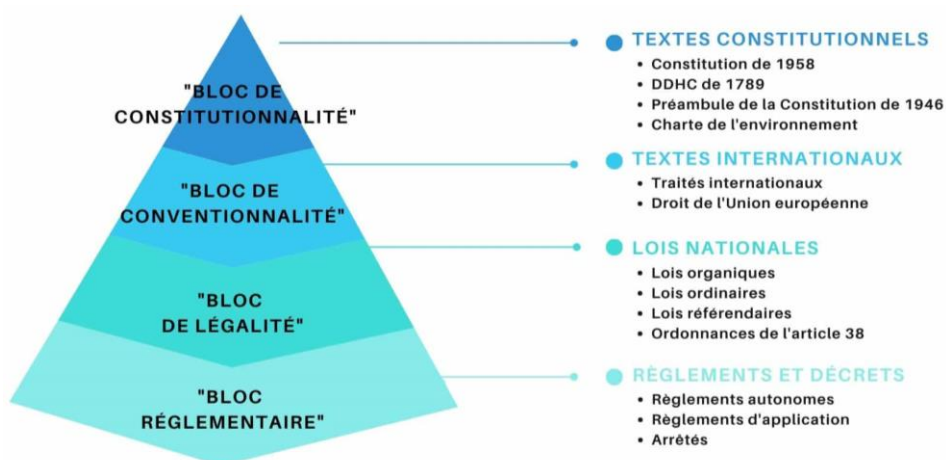 "BLOC DE
CONSTITUTIONNALITÉ"
"BLOC DE
CONVENTIONNALITÉ"
"BLOC
DE LÉGALITÉ"
"BLOC
RÉGLEMENTAIRE"
TEXTES CONSTITUTIONNELS
• Constitution de 1958
• DDHC de 1789
• Préambule de la Constitution de 1946
• Charte de l'environnement
TEXTES INTERNATIONAUX
• Traités internationaux
• Droit de l'Union européenne
LOIS NATIONALES
• Lois organiques
• Lois ordinaires
• Lois référendaires
• Ordonnances de l'article 38
RÈGLEMENTS ET DÉCRETS
• Règlements autonomes
• Règlements d'application
• Arrêtés